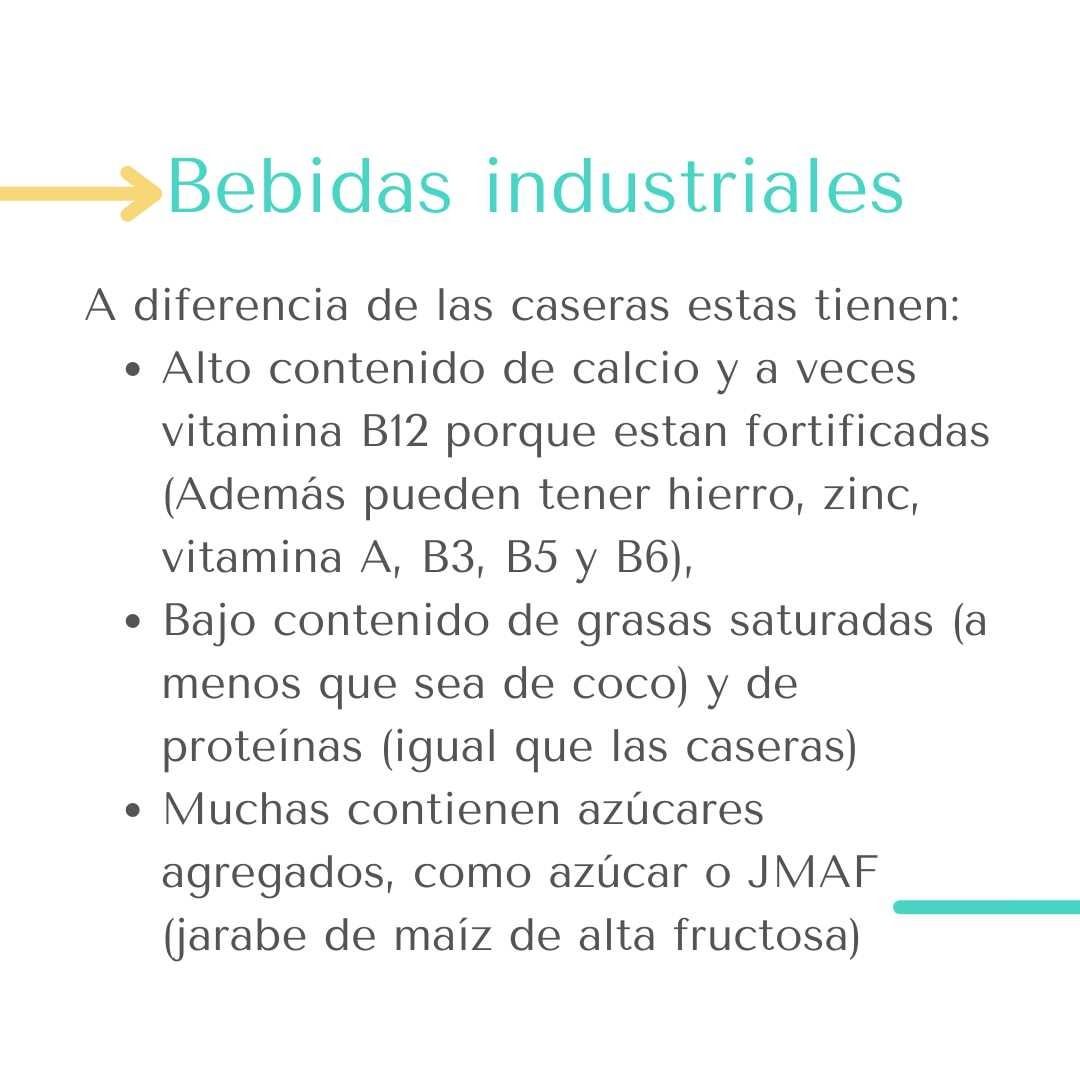 Bebidas industriales
A diferencia de las caseras estas tienen:
• Alto contenido de calcio y a veces
vitamina B12 porque estan fortificadas
(Además pueden tener hierro, zinc,
vitamina A, B3, B5 y B6),
• Bajo contenido de grasas saturadas (a
menos que sea de coco) y de
proteínas (igual que las caseras)
• Muchas contienen azúcares
agregados, como azúcar o JMAF
(jarabe de maíz de alta fructosa)